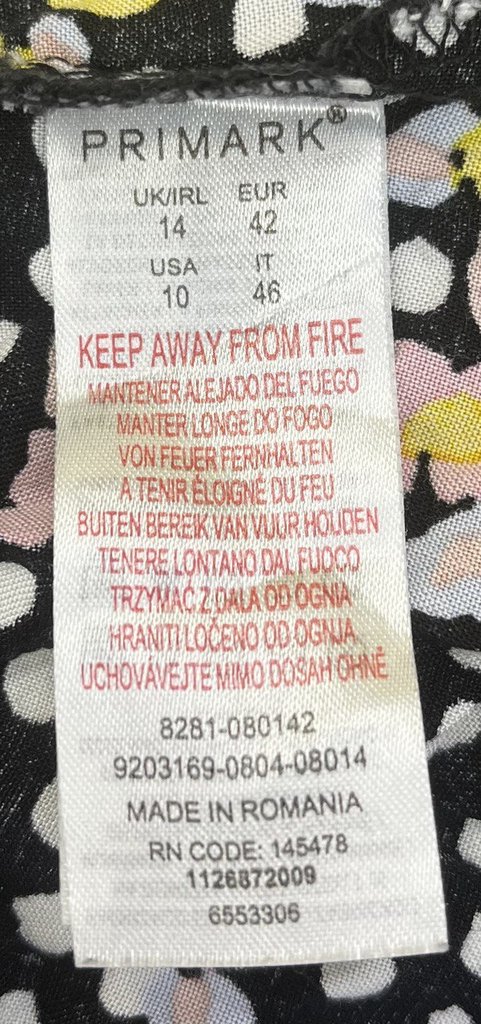 PRIMARK®
UK/IRL EUR
14 42
USA IT
10 46
KEEP AWAY FROM FIRE
MANTENER ALEJADO DEL FUEGO
MANTER LONGE DO FOGO
VON FEUER FERNHALTEN
A TENIR ÉLOIGNÉ DU FEU
BUITEN BEREIK VAN VUUR HOUDEN
TENERE LONTANO DAL FUOCO
TRZYMAĆ Z DALA OD OGNIA
HRANITI LOČENO OD OGNJA
UCHOVÁVEJTE MIMO DOSAH OHNĚ
8281-080142
9203169-0804-08014
MADE IN ROMANIA
RN CODE: 145478
1126872009
6553306